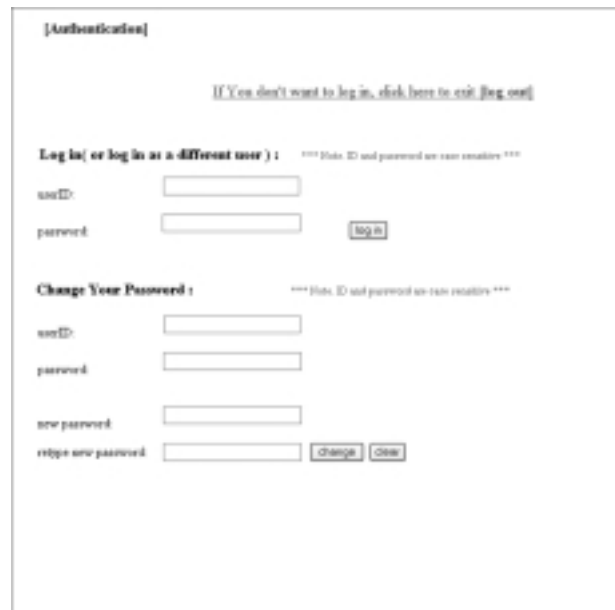 [Authentication]
If You don't want to log in, click here to exit [log out]
Log in( or log in as a different user ) : *** Note. ID and password are case sensitive ***
userID:
password: log in
Change Your Password : *** Note. ID and password are case sensitive ***
userID:
password:
new password:
retype new password: change clear